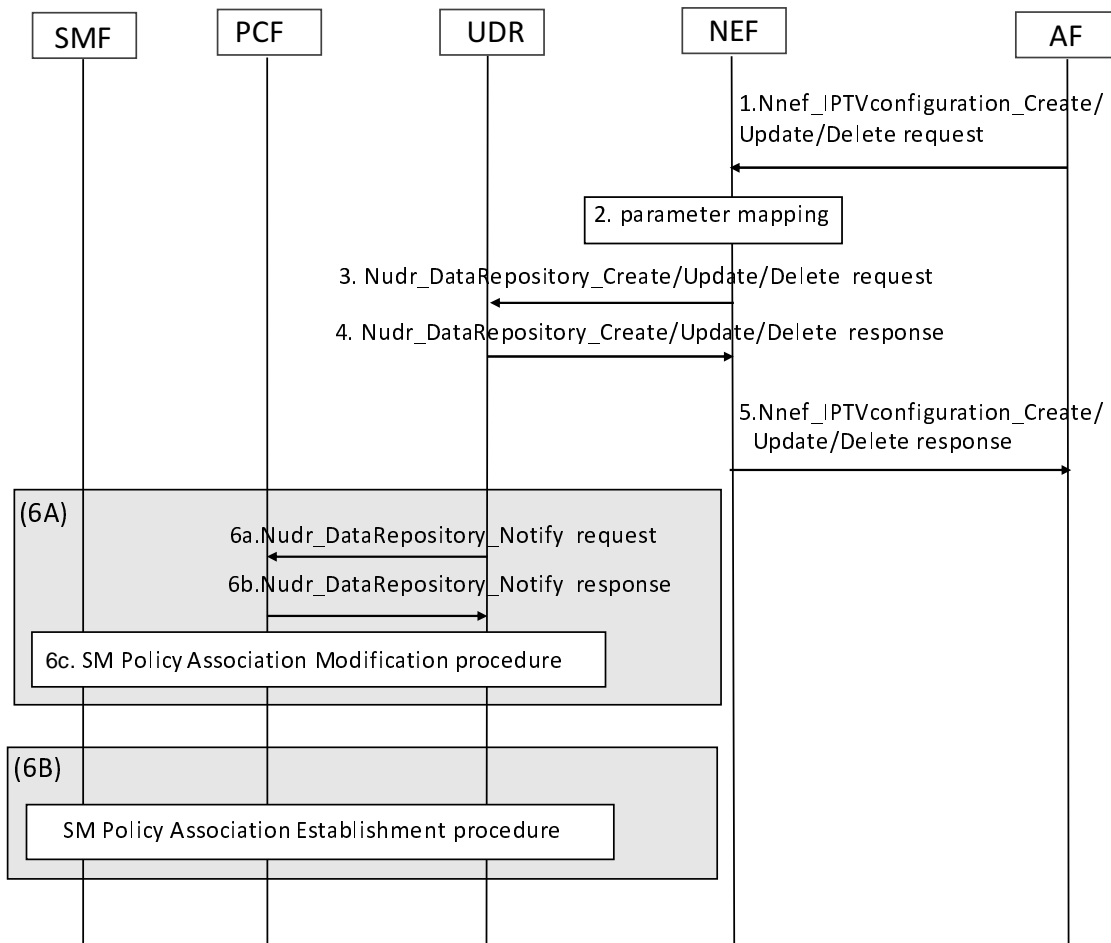 SMF
PCF
UDR
NEF
AF
1.Nnef_IPTVconfiguration_Create/
Update/Delete request
2. parameter mapping
3. Nudr_DataRepository_Create/Update/Delete request
4. Nudr_DataRepository_Create/Update/Delete response
5.Nnef_IPTVconfiguration_Create/
Update/Delete response
(6A)
6a.Nudr_DataRepository_Notify request
6b.Nudr_DataRepository_Notify response
6c. SM Policy Association Modification procedure
(6B)
SM Policy Association Establishment procedure